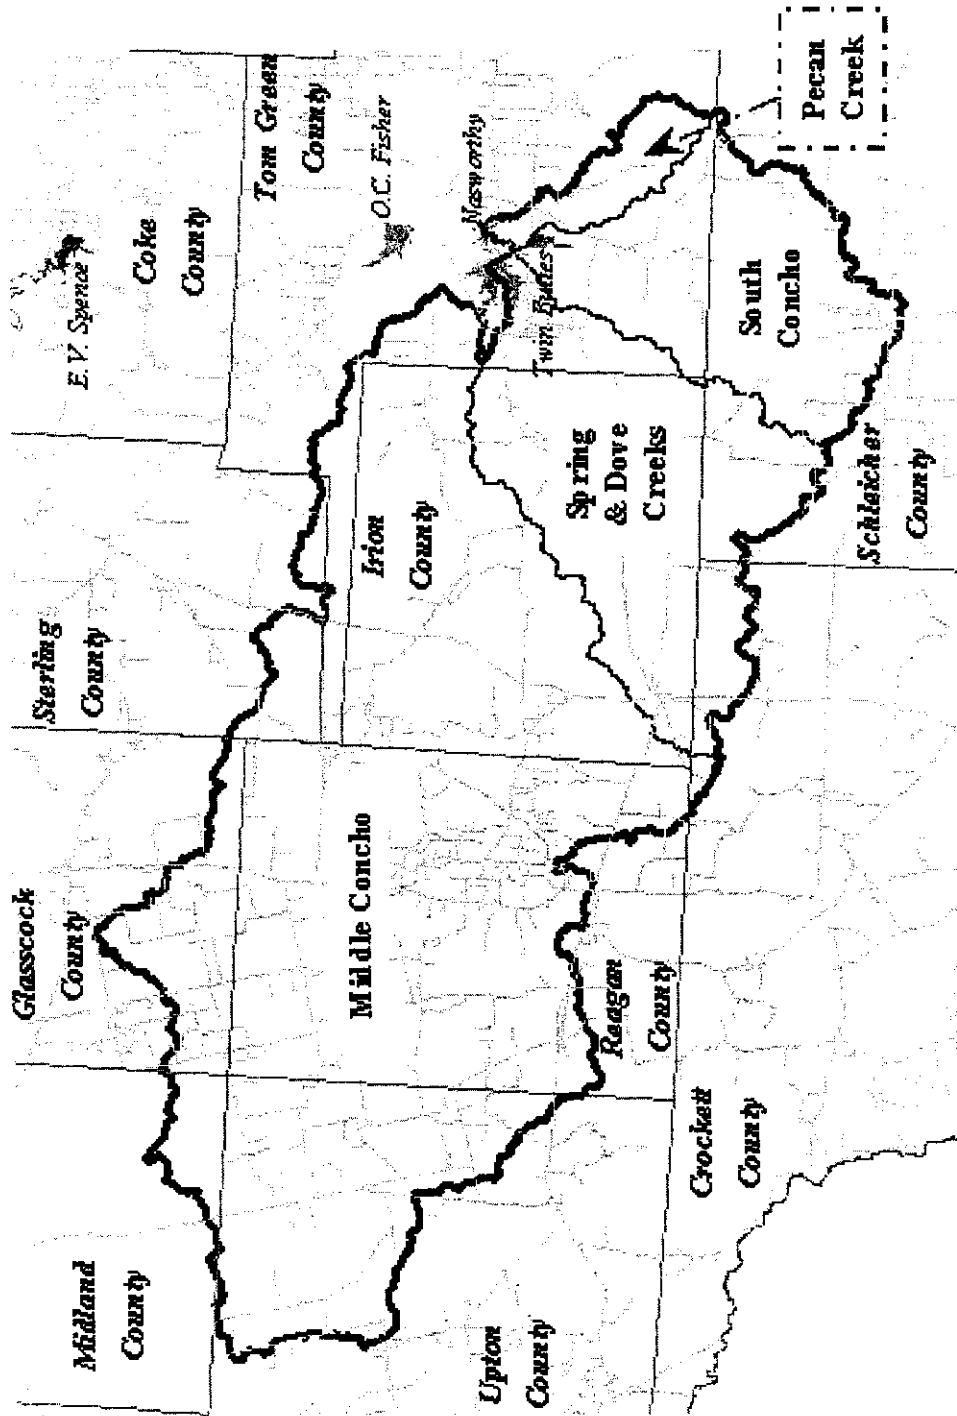 Midland
County
Glasscock
County
Sterling
County
E.V. Spence
Coke
County
Tom Green
County
O.C. Fisher
Nasworthy
Twin Buttes
Irion
County
Middle Concho
Spring
& Dove
Creeks
South
Concho
Pecan
Creek
Upton
County
Reagan
County
Crockett
County
Schleicher
County